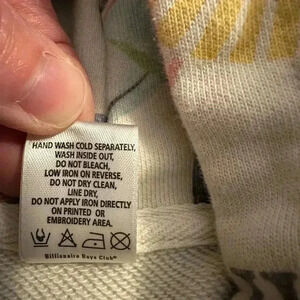 HAND WASH COLD SEPARATELY,
WASH INSIDE OUT,
DO NOT BLEACH,
LOW IRON ON REVERSE,
DO NOT DRY CLEAN,
LINE DRY,
DO NOT APPLY IRON DIRECTLY
ON PRINTED OR
EMBROIDERY AREA.
Billionaire Boys Club®